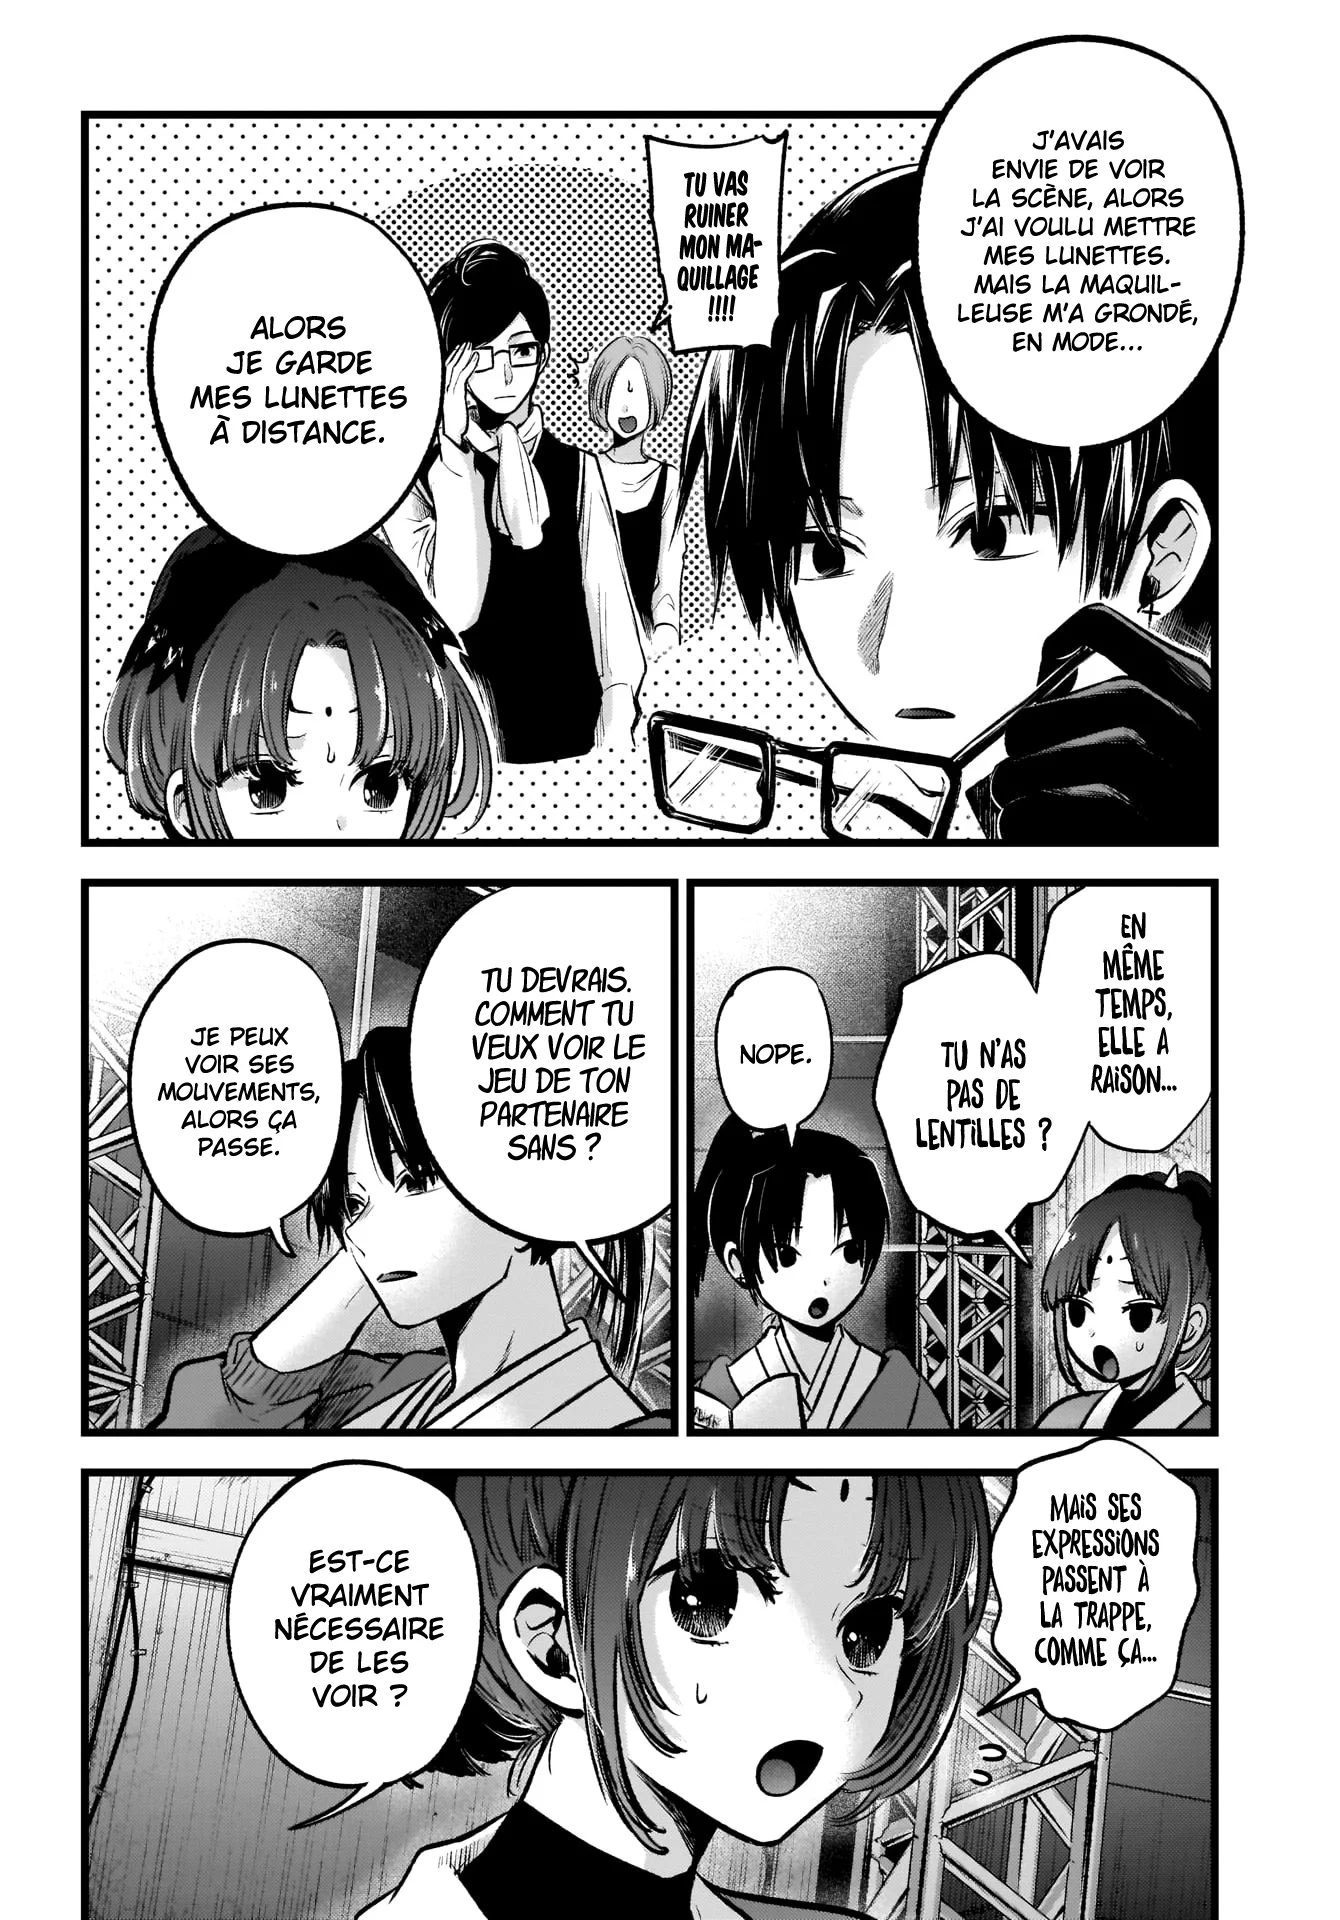 J'AVAIS
ENVIE DE VOIR
LA SCÈNE, ALORS
J'AI VOULU METTRE
MES LUNETTES.
MAIS LA MAQUIL-
LEUSE M'A GRONDÉ,
EN MODE...
TU VAS
RUINER
MON MA-
QUILLAGE
!!!!
ALORS
JE GARDE
MES LUNETTES
À DISTANCE.
EN
MÊME
TEMPS,
ELLE A
RAISON...
TU N'AS
PAS DE
LENTILLES ?
NOPE.
TU DEVRAIS.
COMMENT TU
VEUX VOIR LE
JEU DE TON
PARTENAIRE
SANS ?
JE PEUX
VOIR SES
MOUVEMENTS,
ALORS ÇA
PASSE.
MAIS SES
EXPRESSIONS
PASSENT À
LA TRAPPE,
COMME ÇA...
EST-CE
VRAIMENT
NÉCESSAIRE
DE LES
VOIR ?